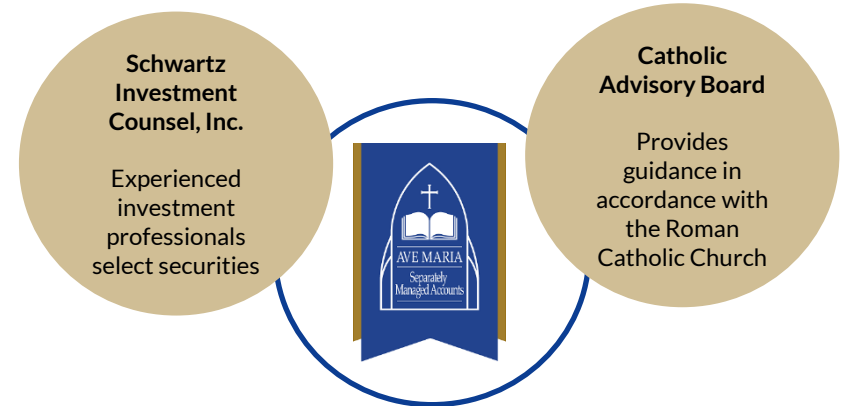 Schwartz
Investment
Counsel, Inc.
Experienced
investment
professionals
select securities
AVE MARIA
Separately
Managed Accounts
Catholic
Advisory Board
Provides
guidance in
accordance with
the Roman
Catholic Church